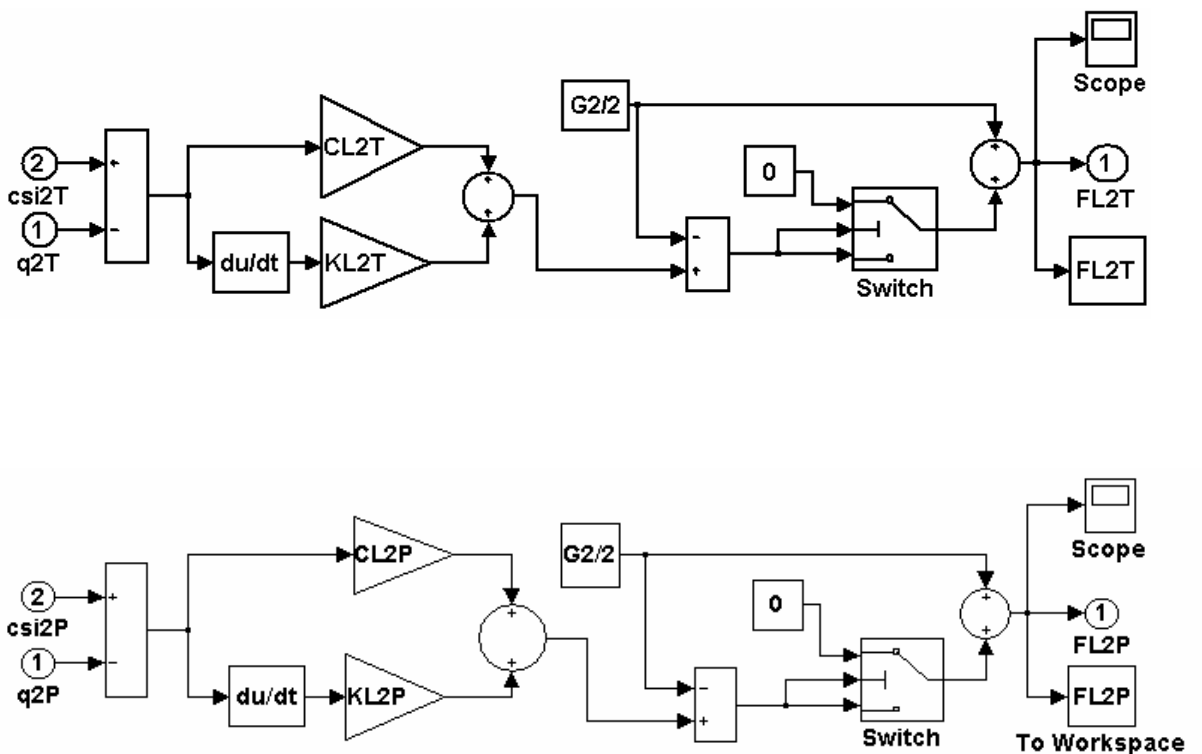 Scope
G2/2
CL2T
2
csi2T
0
1
FL2T
1
q2T
du/dt
KL2T
FL2T
Switch
Scope
CL2P
G2/2
2
csi2P
0
1
FL2P
1
q2P
du/dt
KL2P
FL2P
Switch
To Workspace